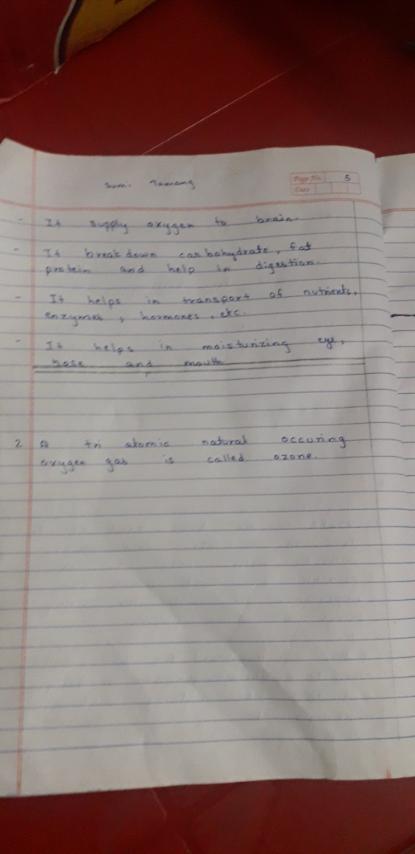 Sumi Tamang
Page No. 5
Date
- It supply oxygen to brain.
- It break down carbohydrate, fat
protein and help in digestion.
- It helps in transport of nutrients,
enzymes, hormones, etc.
- It helps in moisturizing eye,
nose and mouth
2 A tri atomic natural occuring
oxygen gas is called ozone.